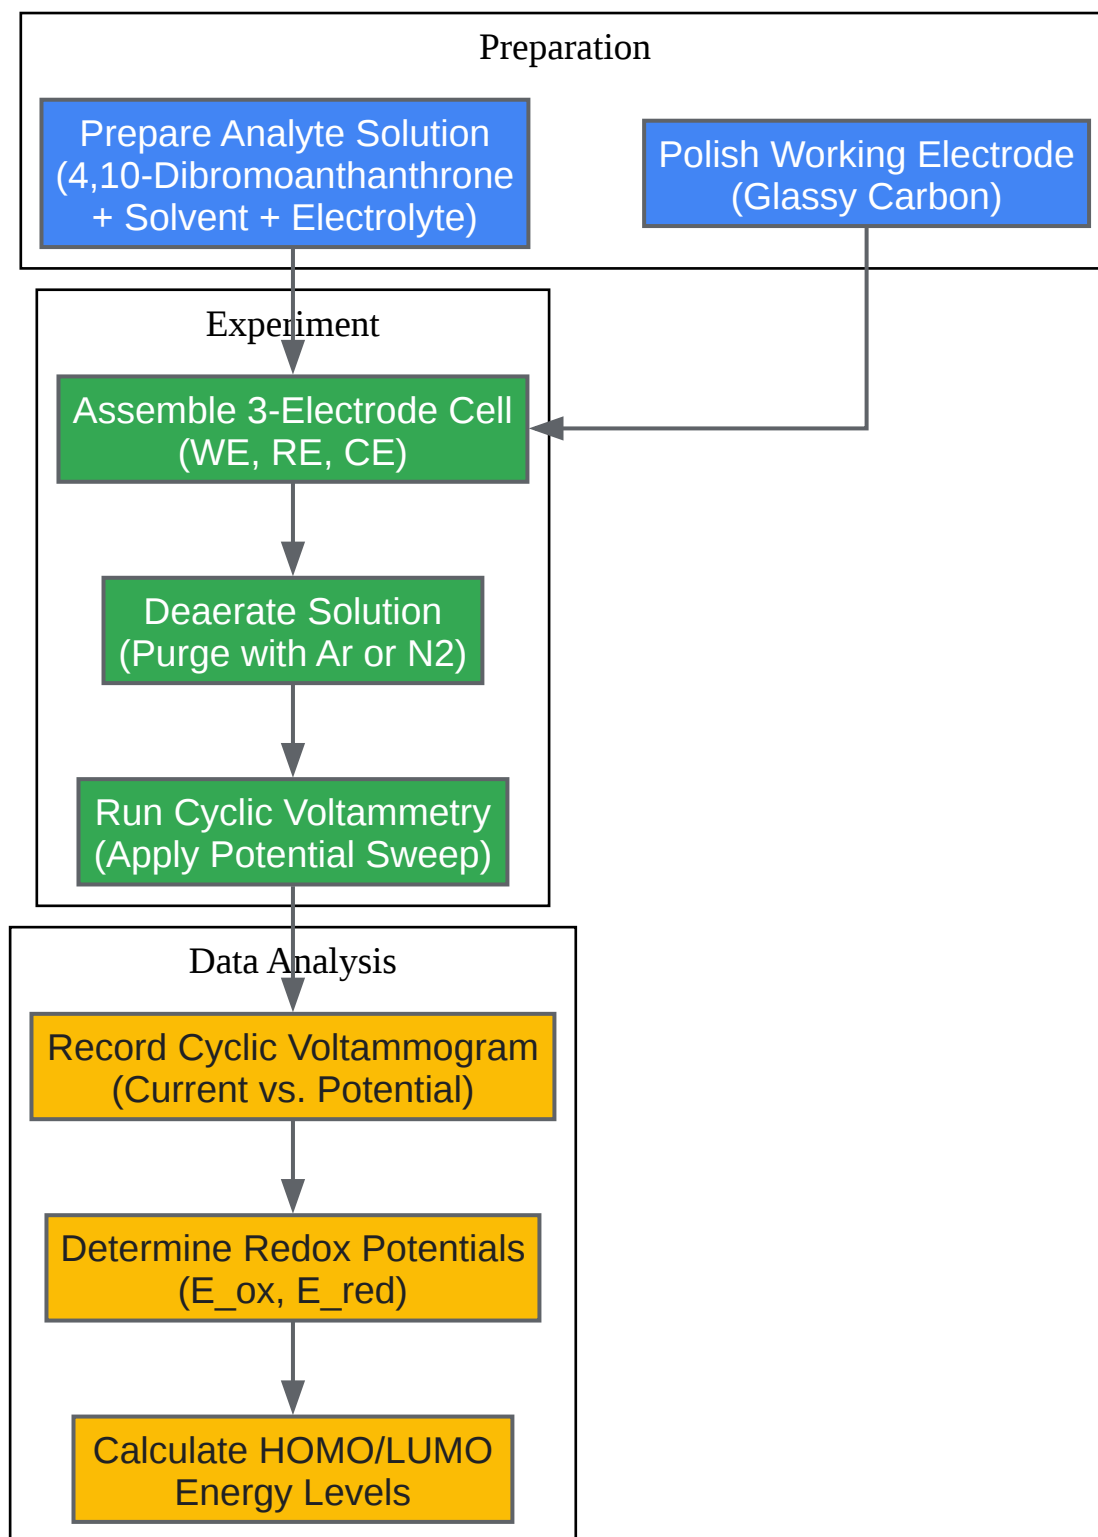 Preparation
Prepare Analyte Solution
(4,10-Dibromoanthanthrone
+ Solvent + Electrolyte)
Polish Working Electrode
(Glassy Carbon)
Experiment
Assemble 3-Electrode Cell
(WE, RE, CE)
Deaerate Solution
(Purge with Ar or N2)
Run Cyclic Voltammetry
(Apply Potential Sweep)
Data Analysis
Record Cyclic Voltammogram
(Current vs. Potential)
Determine Redox Potentials
(E_ox, E_red)
Calculate HOMO/LUMO
Energy Levels